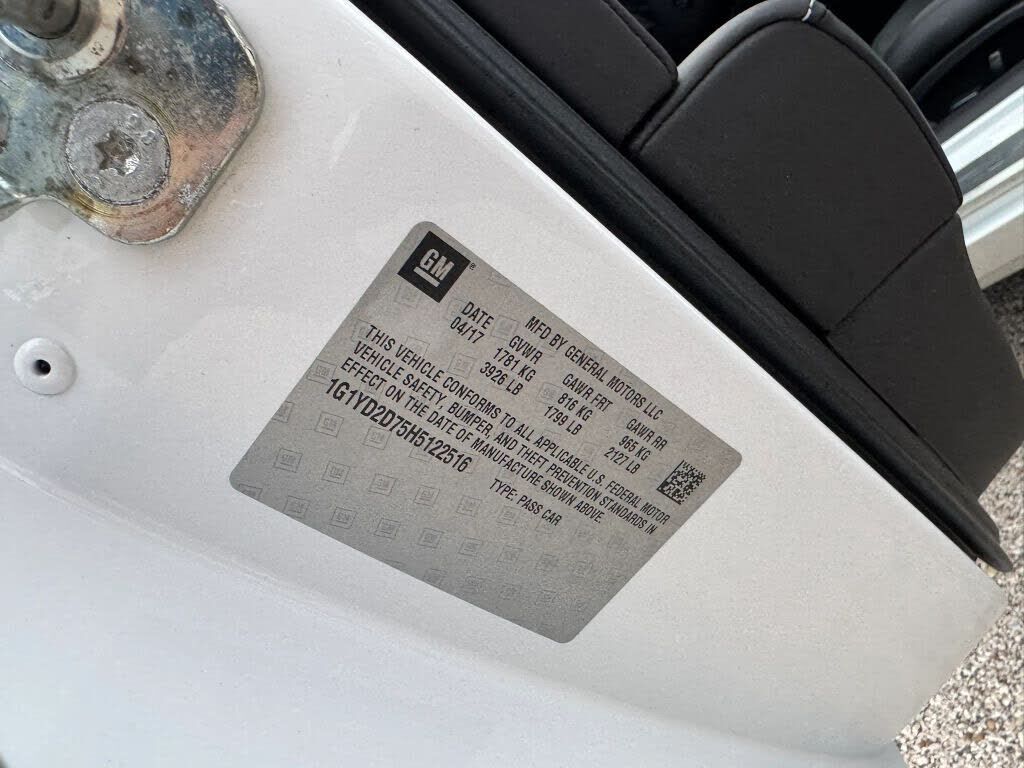 GM ®
MFD BY GENERAL MOTORS LLC
DATE GVWR GAWR FRT GAWR RR
04/17 1781 KG 816 KG 965 KG
3926 LB 1799 LB 2127 LB
THIS VEHICLE CONFORMS TO ALL APPLICABLE U.S. FEDERAL MOTOR
VEHICLE SAFETY, BUMPER, AND THEFT PREVENTION STANDARDS IN
EFFECT ON THE DATE OF MANUFACTURE SHOWN ABOVE.
1G1YD2D75H5122516 TYPE: PASS CAR